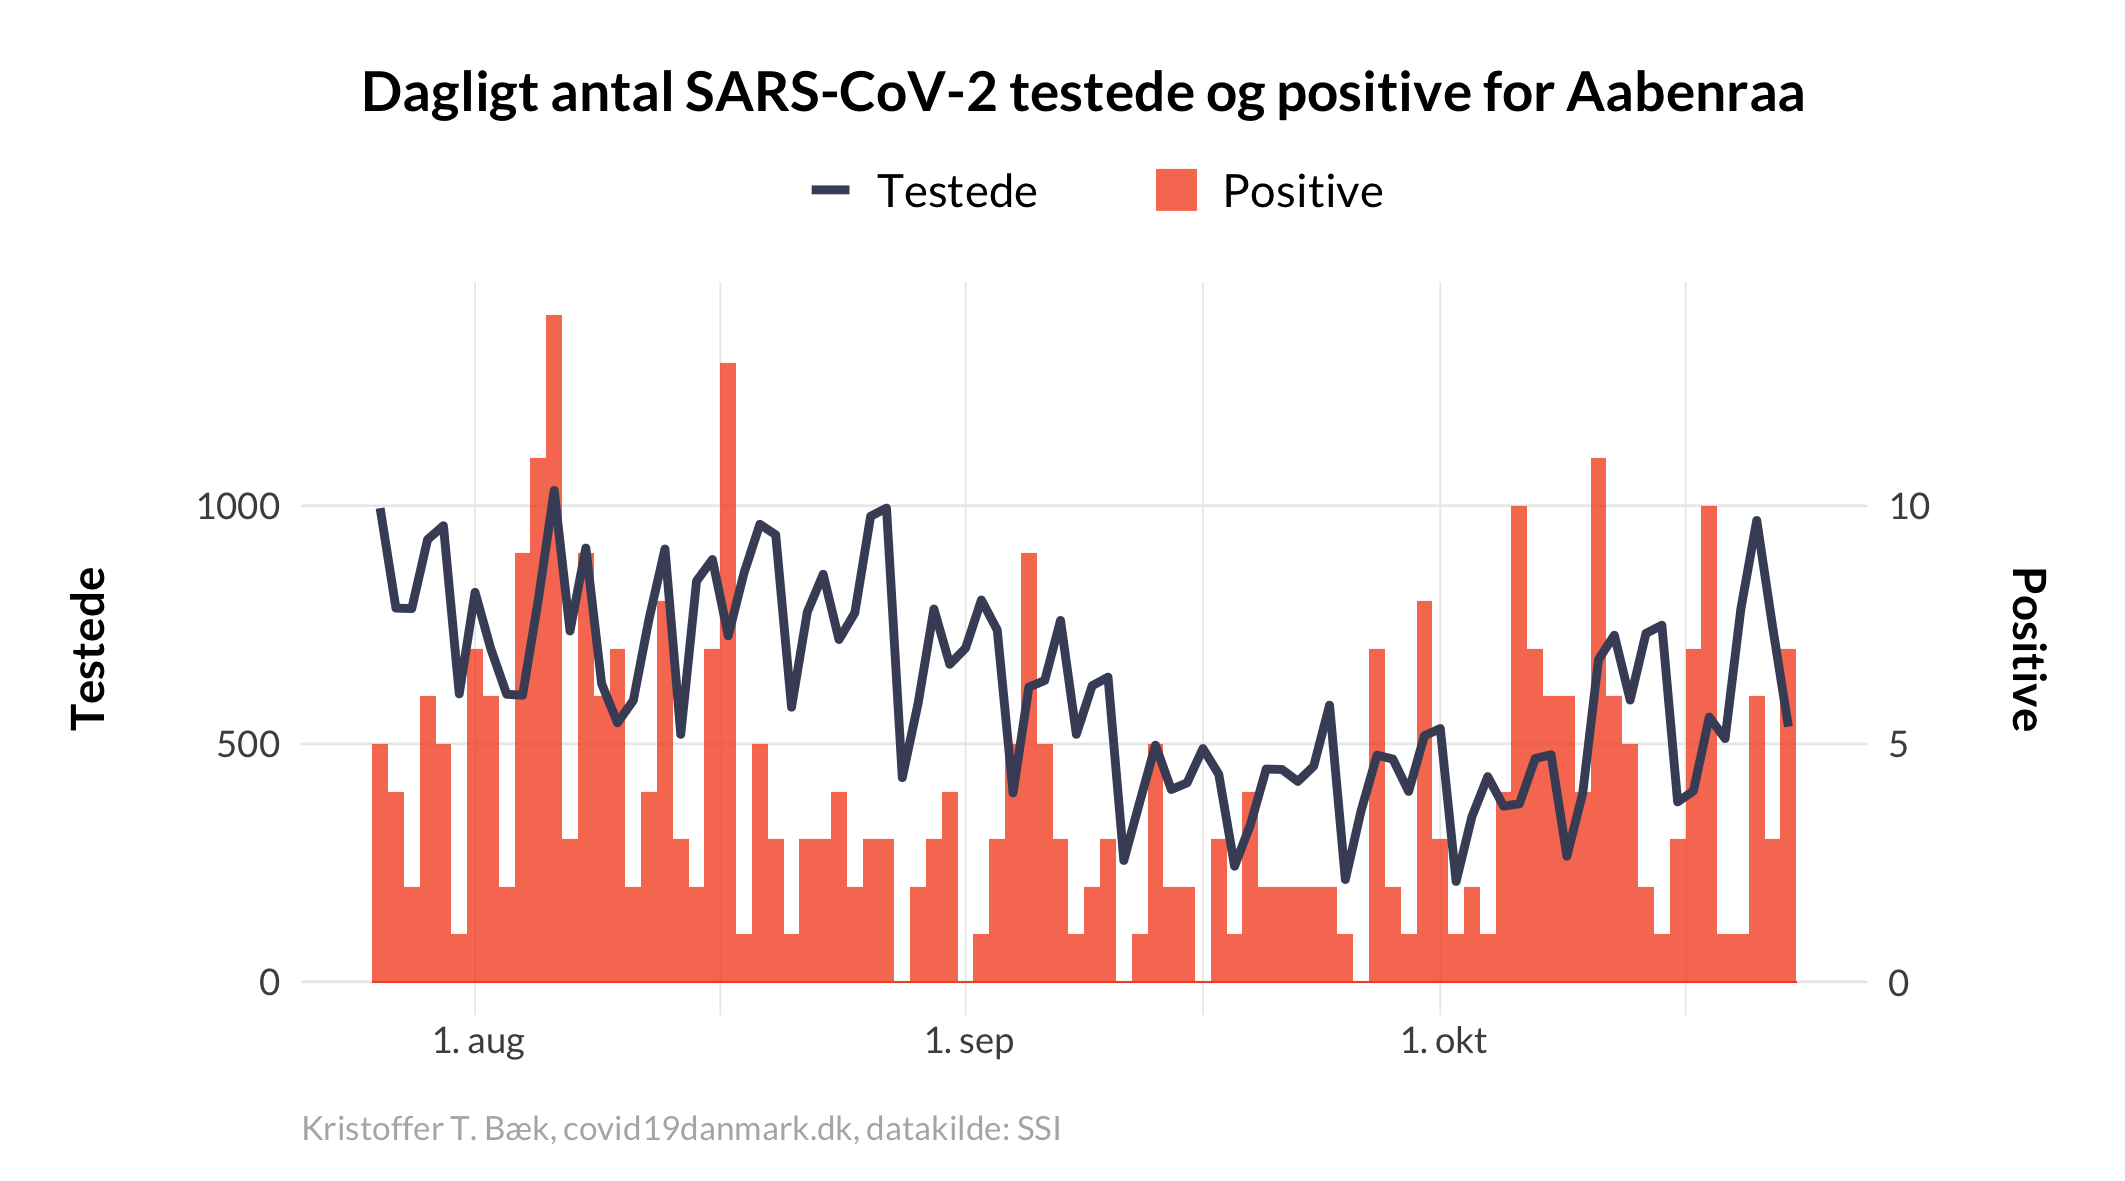 Dagligt antal SARS-CoV-2 testede og positive for Aabenraa
Testede
Positive
1000
500
0
Testede
10
5
0
Positive
1. aug
1. sep
1. okt
Kristoffer T. Bæk, covid19danmark.dk, datakilde: SSI